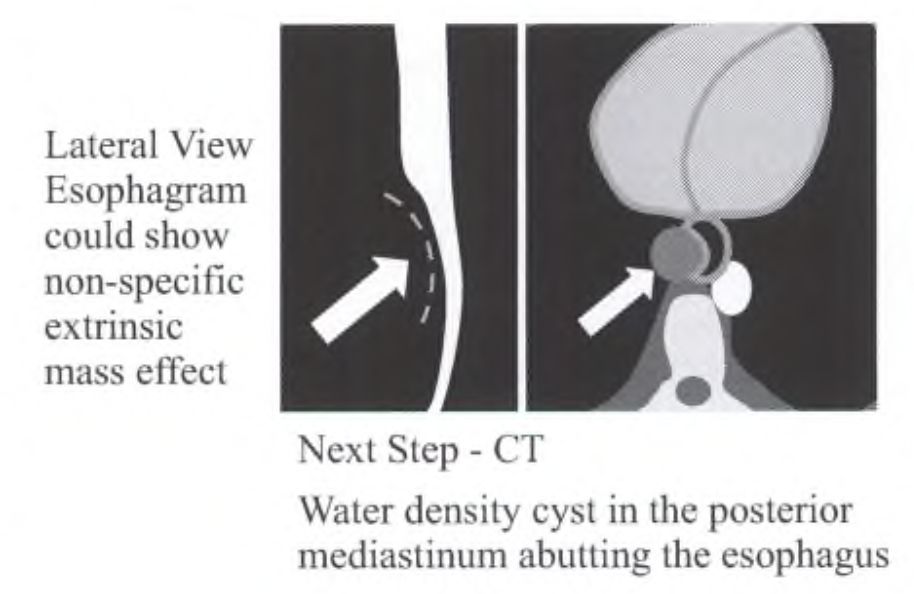 Lateral View
Esophagram
could show
non-specific
extrinsic
mass effect
Next Step - CT
Water density cyst in the posterior
mediastinum abutting the esophagus